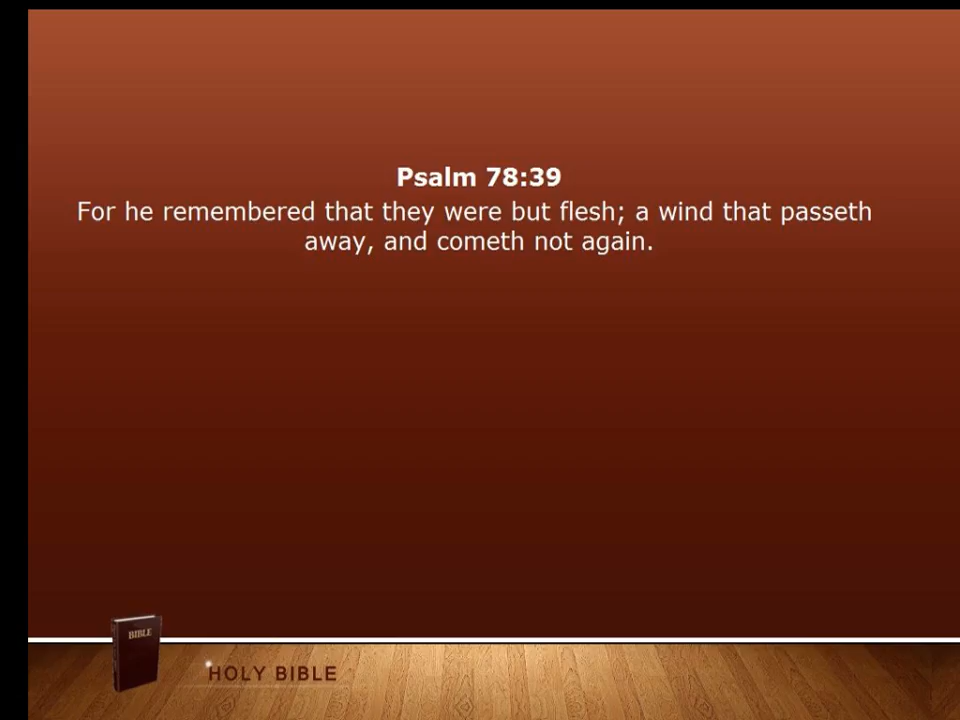 Psalm 78:39
For he remembered that they were but flesh; a wind that passeth
away, and cometh not again.
BIBLE
HOLY BIBLE